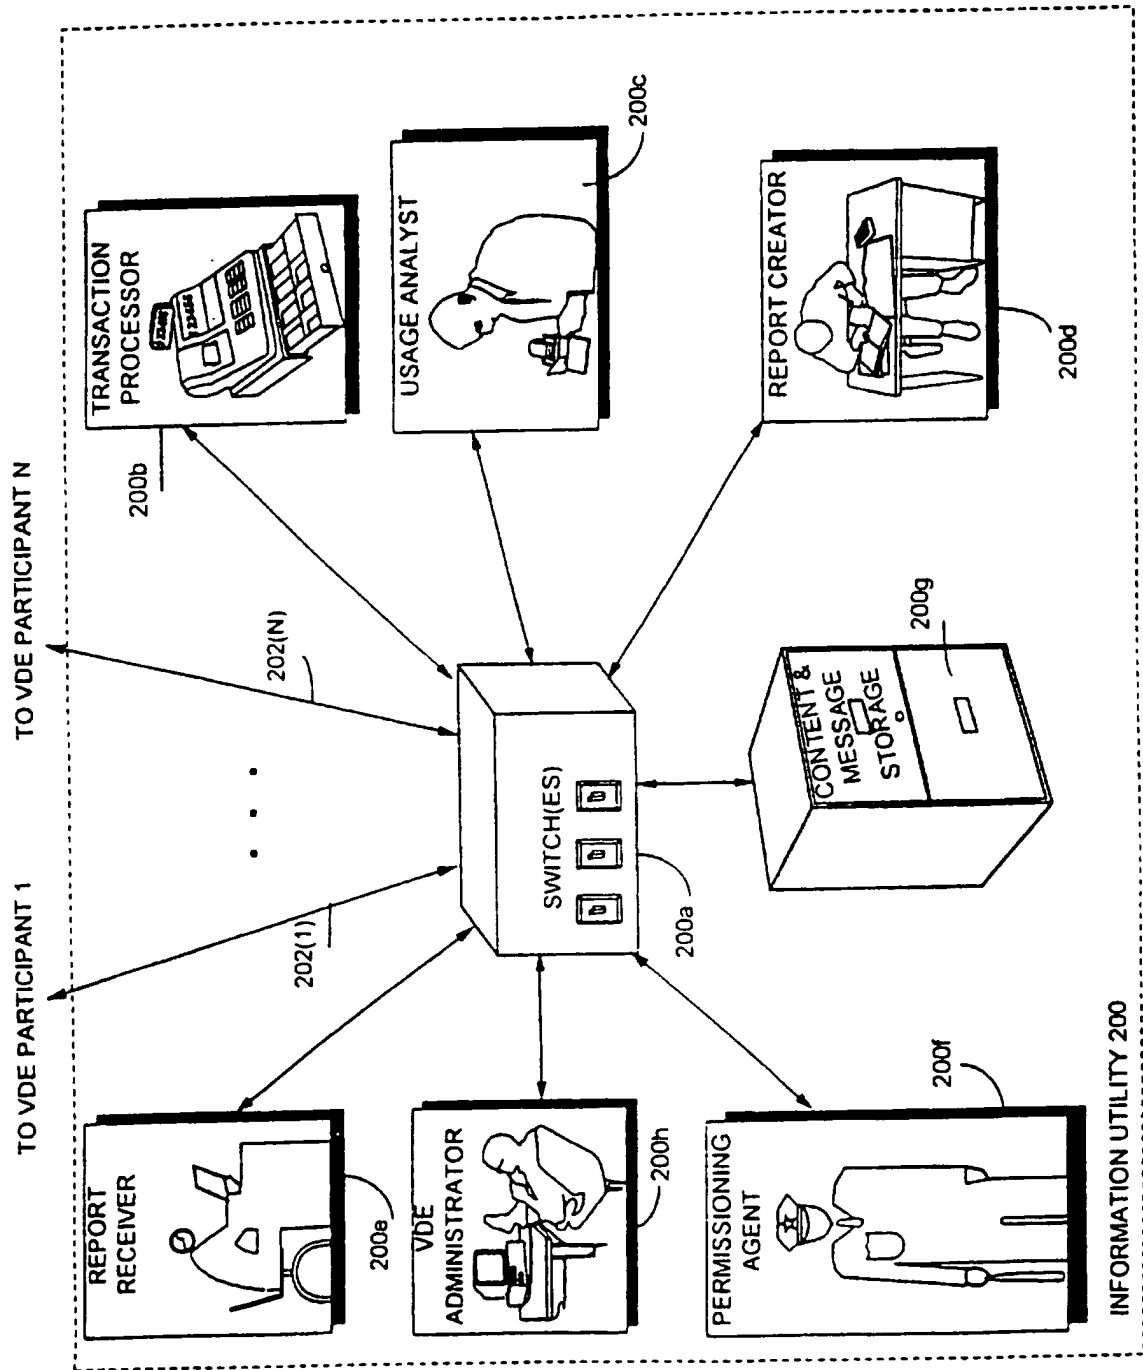 TO VDE PARTICIPANT 1
TO VDE PARTICIPANT N
202(1)
202(N)
REPORT
RECEIVER
200e
TRANSACTION
PROCESSOR
200b
VDE
ADMINISTRATOR
200h
SWITCH(ES)
200a
USAGE ANALYST
200c
PERMISSIONING
AGENT
200f
CONTENT &
MESSAGE
STORAGE
200g
REPORT CREATOR
200d
INFORMATION UTILITY 200